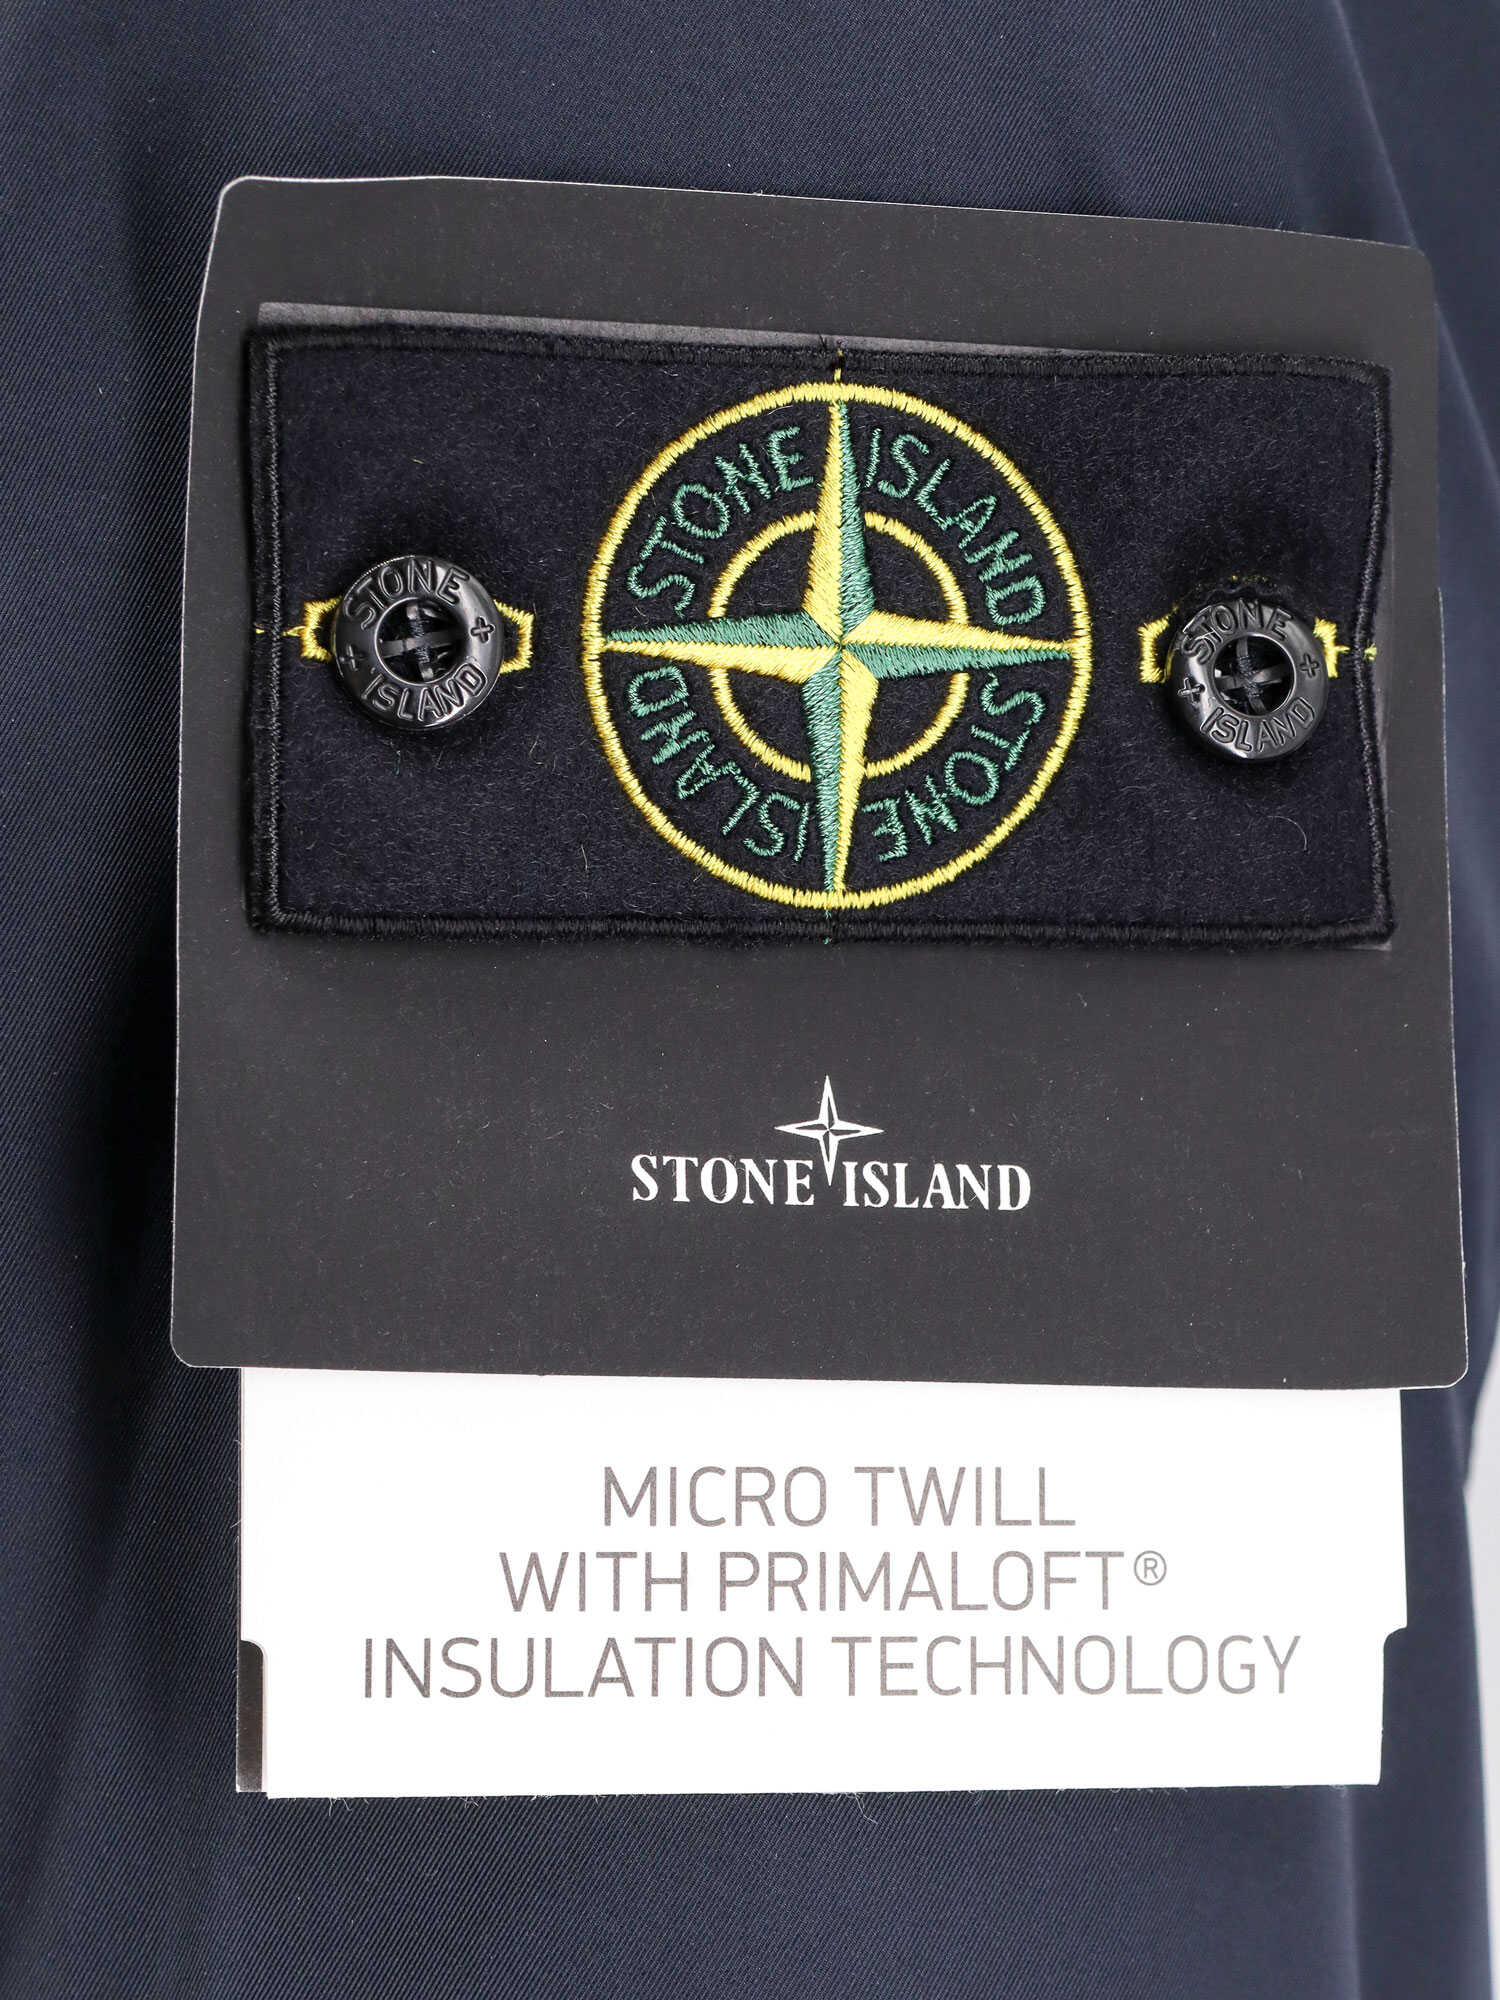 STONE ISLAND
STONE ISLAND
STONE
ISLAND
STONE
ISLAND
STONE ISLAND
MICRO TWILL
WITH PRIMALOFT®
INSULATION TECHNOLOGY